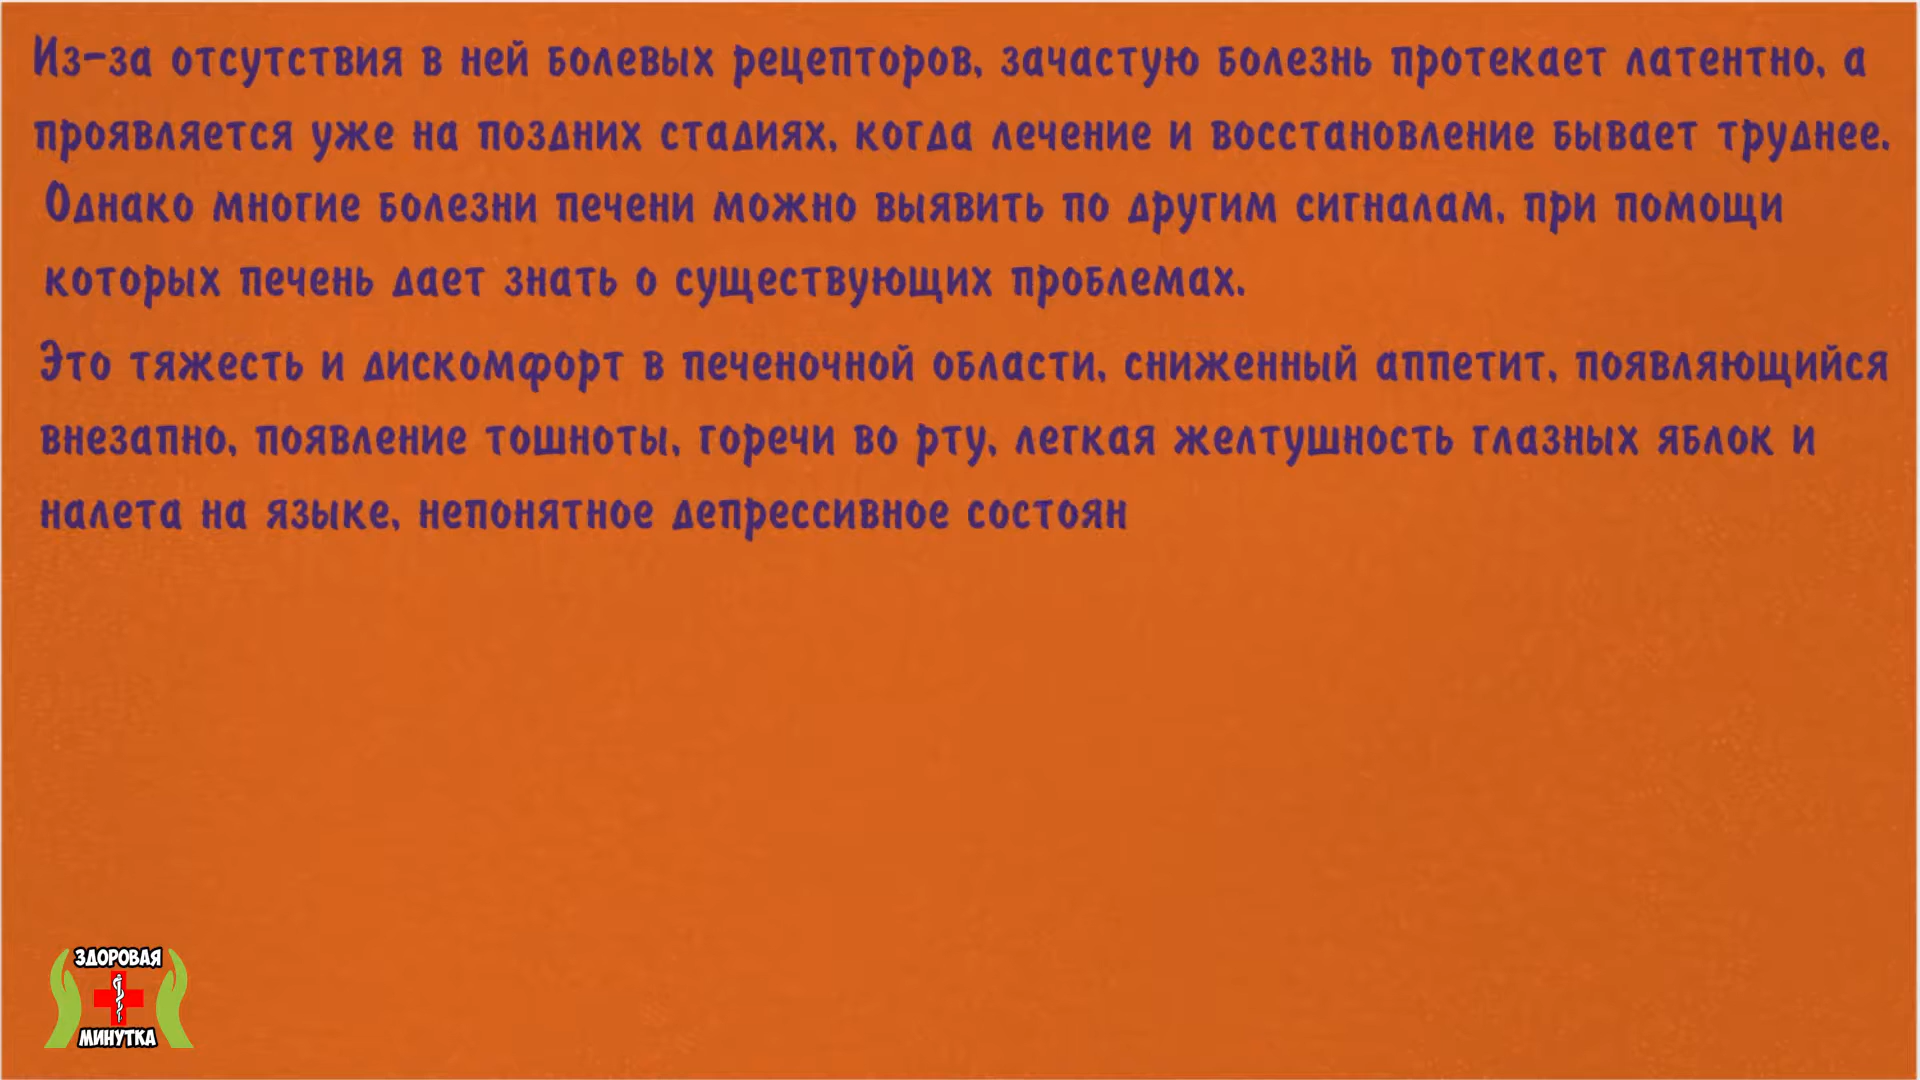 Из-за отсутствия в ней болевых рецепторов, зачастую болезнь протекает латентно, а
проявляется уже на поздних стадиях, когда лечение и восстановление бывает труднее.
Однако многие болезни печени можно выявить по другим сигналам, при помощи
которых печень дает знать о существующих проблемах.
Это тяжесть и дискомфорт в печеночной области, сниженный аппетит, появляющийся
внезапно, появление тошноты, горечи во рту, легкая желтушность глазных яблок и
налета на языке, непонятное депрессивное состоян
ЗДОРОВАЯ
МИНУТКА